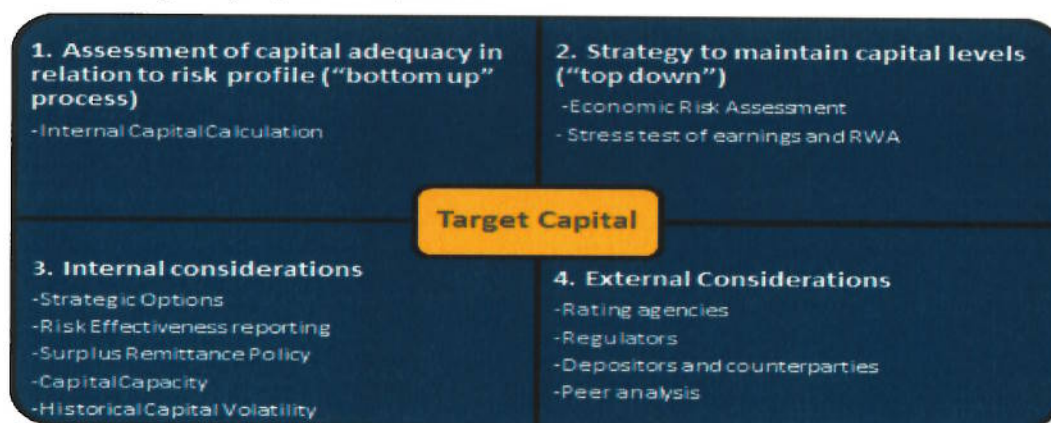 1. Assessment of capital adequacy in
relation to risk profile (“bottom up”
process)
-Internal Capital Calculation
2. Strategy to maintain capital levels
(“top down”)
-Economic Risk Assessment
- Stress test of earnings and RWA
Target Capital
3. Internal considerations
-Strategic Options
-Risk Effectiveness reporting
-Surplus Remittance Policy
-Capital Capacity
-Historical Capital Volatility
4. External Considerations
-Rating agencies
-Regulators
-Depositors and counterparties
-Peer analysis